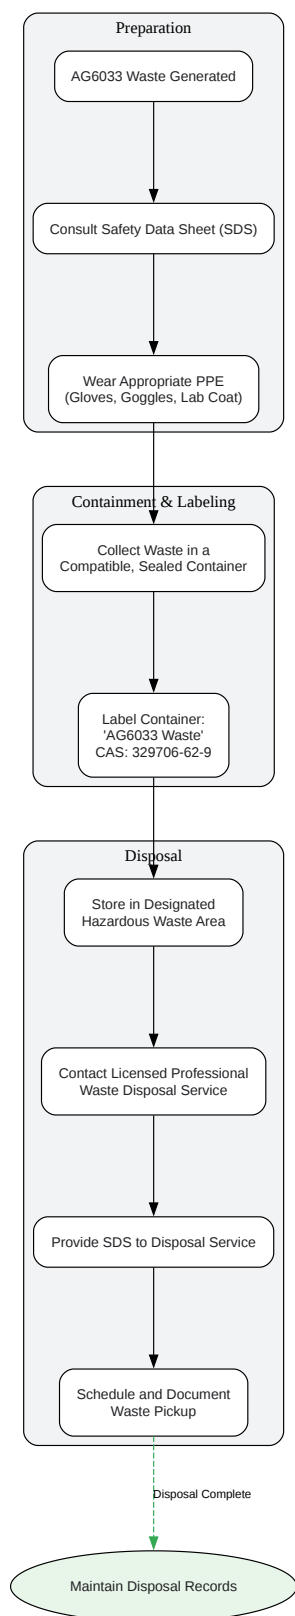 Preparation
AG6033 Waste Generated
Consult Safety Data Sheet (SDS)
Wear Appropriate PPE
(Gloves, Goggles, Lab Coat)
Containment & Labeling
Collect Waste in a
Compatible, Sealed Container
Label Container:
'AG6033 Waste'
CAS: 329706-62-9
Disposal
Store in Designated
Hazardous Waste Area
Contact Licensed Professional
Waste Disposal Service
Provide SDS to Disposal Service
Schedule and Document
Waste Pickup
Disposal Complete
Maintain Disposal Records